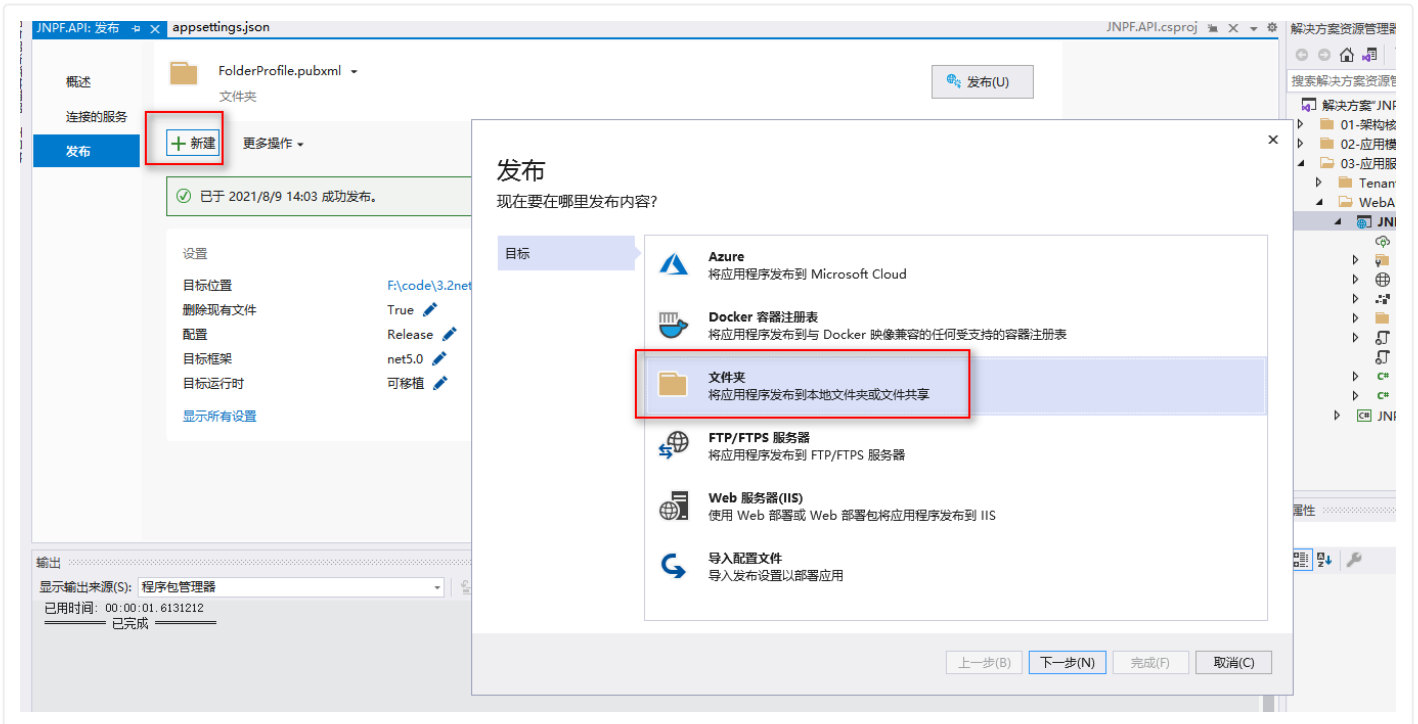 JNPF.API: 发布
appsettings.json
JNPF.API.csproj
概述
连接的服务
发布
FolderProfile.pubxml
文件夹
发布(U)
新建
更多操作
已于 2021/8/9 14:03 成功发布。
设置
目标位置 F:\code\3.2net
删除现有文件 True
配置 Release
目标框架 net5.0
目标运行时 可移植
显示所有设置
发布
现在要在哪里发布内容?
目标
Azure
将应用程序发布到 Microsoft Cloud
Docker 容器注册表
将应用程序发布到与 Docker 映像兼容的任何受支持的容器注册表
文件夹
将应用程序发布到本地文件夹或文件共享
FTP/FTPS 服务器
将应用程序发布到 FTP/FTPS 服务器
Web 服务器(IIS)
使用 Web 部署或 Web 部署包将应用程序发布到 IIS
导入配置文件
导入发布设置以部署应用
上一步(B)
下一步(N)
完成(F)
取消(C)
输出
显示输出来源(S): 程序包管理器
已用时间: 00:00:01.6131212
========== 已完成 ==========
解决方案资源管理器
搜索解决方案资源管
解决方案"JNP
01-架构核
02-应用模
03-应用服
Tenan
WebA
JNP
C#
C#
C# JNP
属性